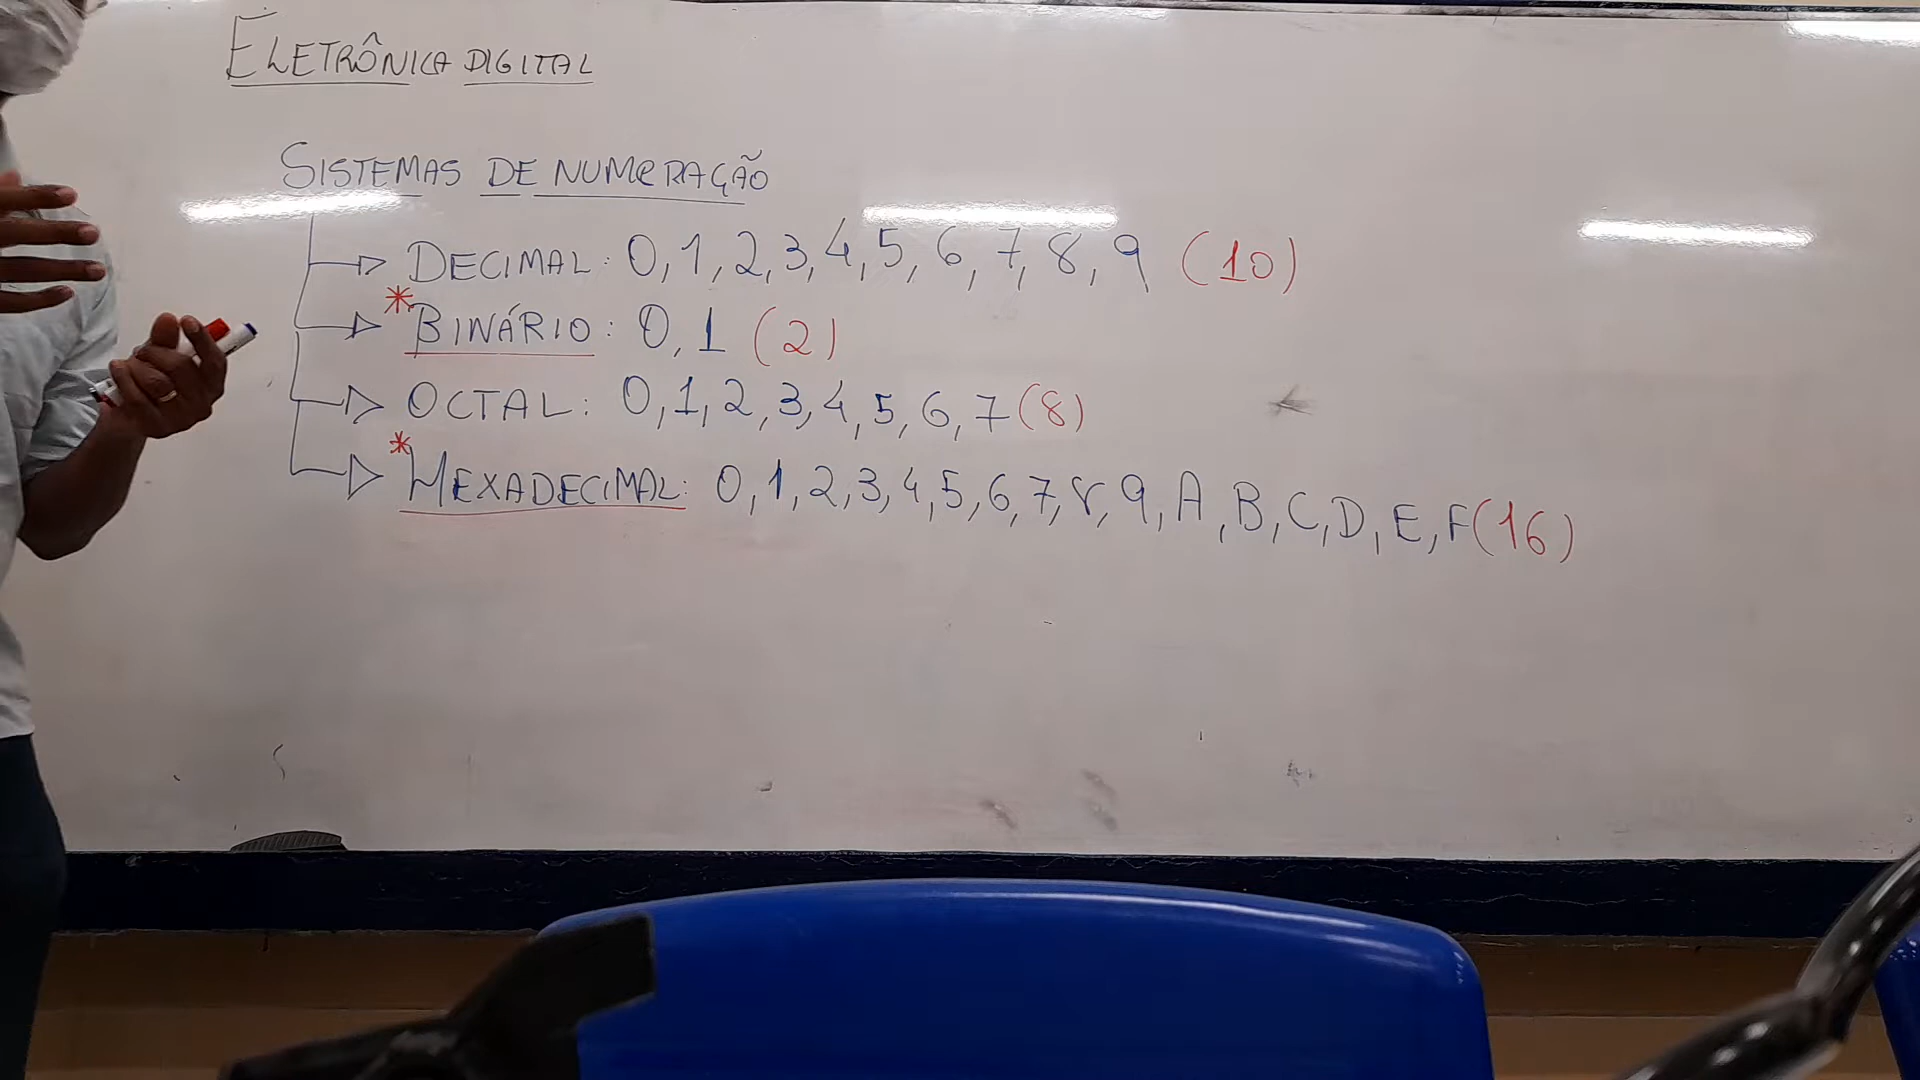 ELETRÔNICA DIGITAL
SISTEMAS DE NUMERAÇÃO
DECIMAL: 0, 1, 2, 3, 4, 5, 6, 7, 8, 9 (10)
* BINÁRIO: 0, 1 (2)
OCTAL: 0, 1, 2, 3, 4, 5, 6, 7 (8)
* HEXADECIMAL: 0, 1, 2, 3, 4, 5, 6, 7, 8, 9, A, B, C, D, E, F (16)